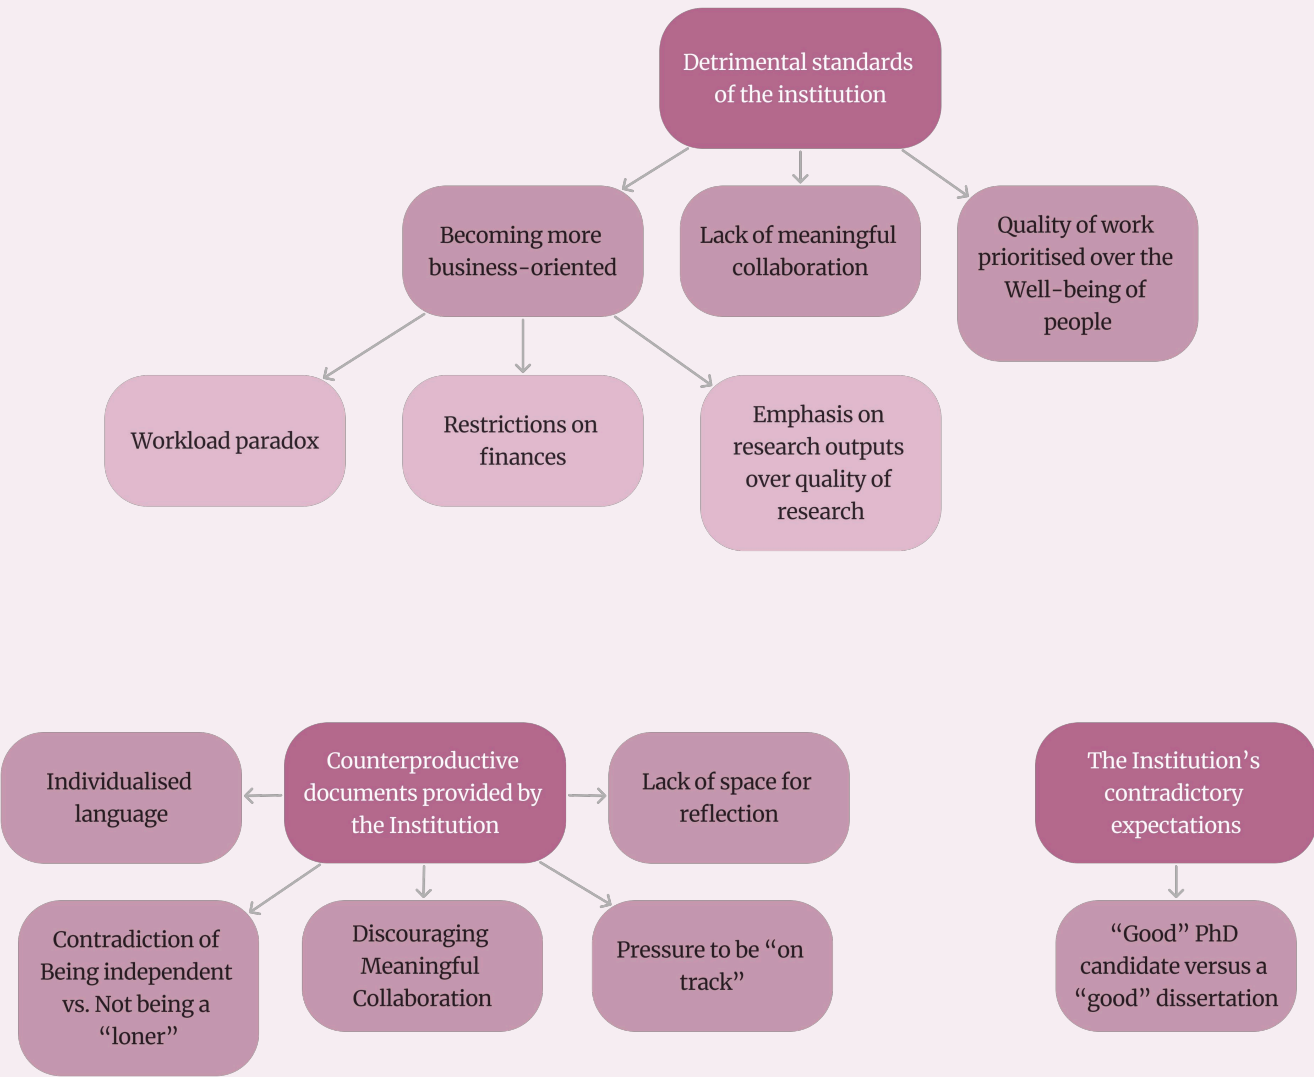 Detrimental standards
of the institution
Becoming more
business-oriented
Lack of meaningful
collaboration
Quality of work
prioritised over the
Well-being of
people
Workload paradox
Restrictions on
finances
Emphasis on
research outputs
over quality of
research
Individualised
language
Counterproductive
documents provided by
the Institution
Lack of space for
reflection
The Institution’s
contradictory
expectations
Contradiction of
Being independent
vs. Not being a
“loner”
Discouraging
Meaningful
Collaboration
Pressure to be “on
track”
“Good” PhD
candidate versus a
“good” dissertation